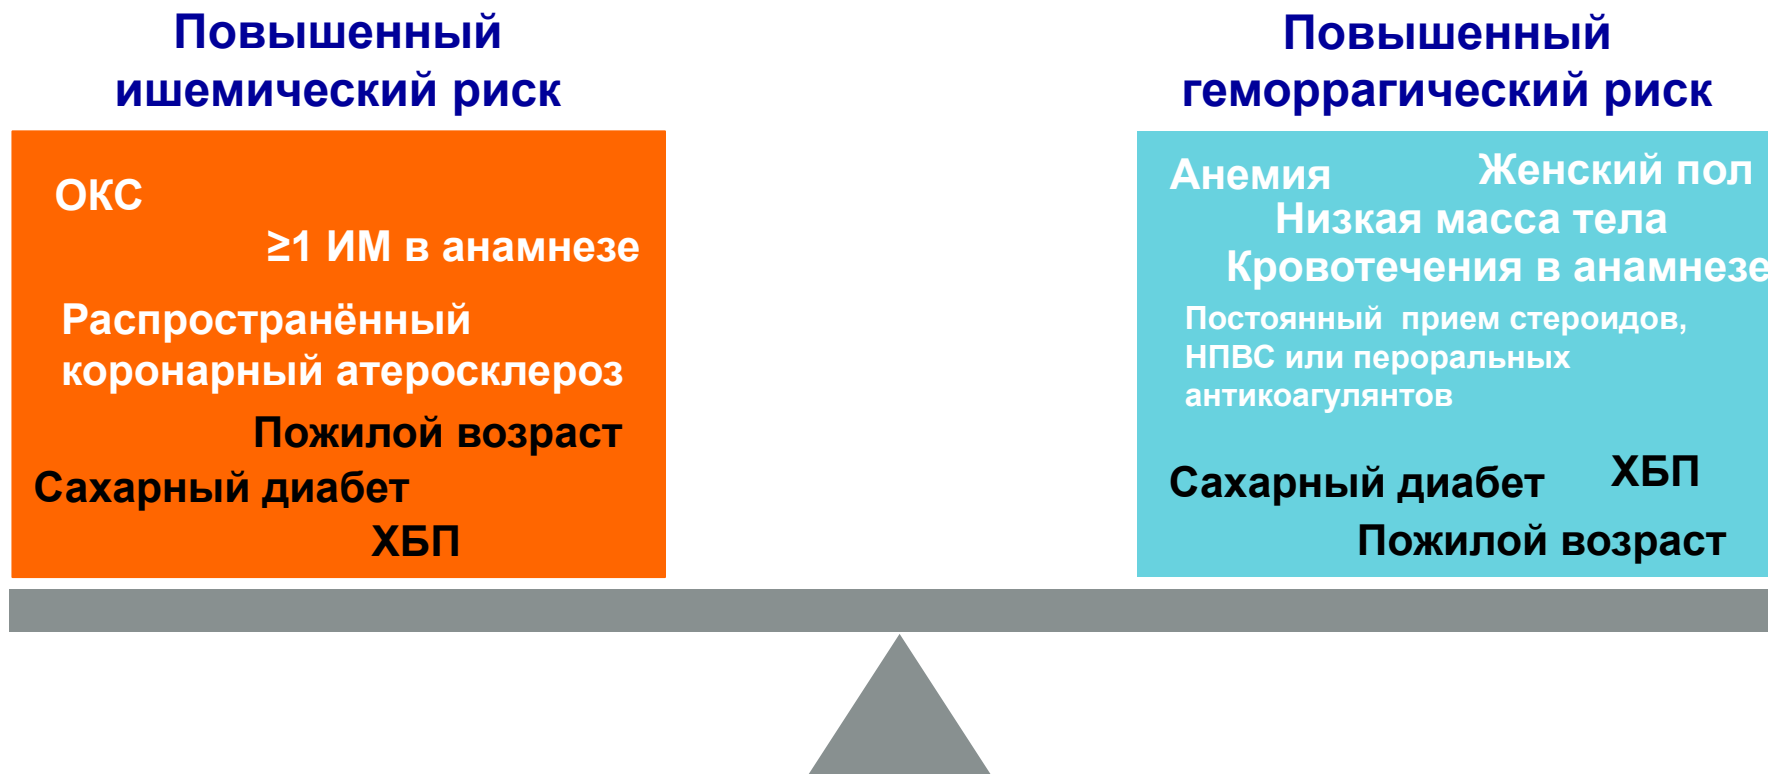 Повышенный
ишемический риск
ОКС
≥1 ИМ в анамнезе
Распространённый
коронарный атеросклероз
Пожилой возраст
Сахарный диабет
ХБП
Повышенный
геморрагический риск
Анемия
Женский пол
Низкая масса тела
Кровотечения в анамнезе
Постоянный прием стероидов,
НПВС или пероральных
антикоагулянтов
Сахарный диабет
ХБП
Пожилой возраст